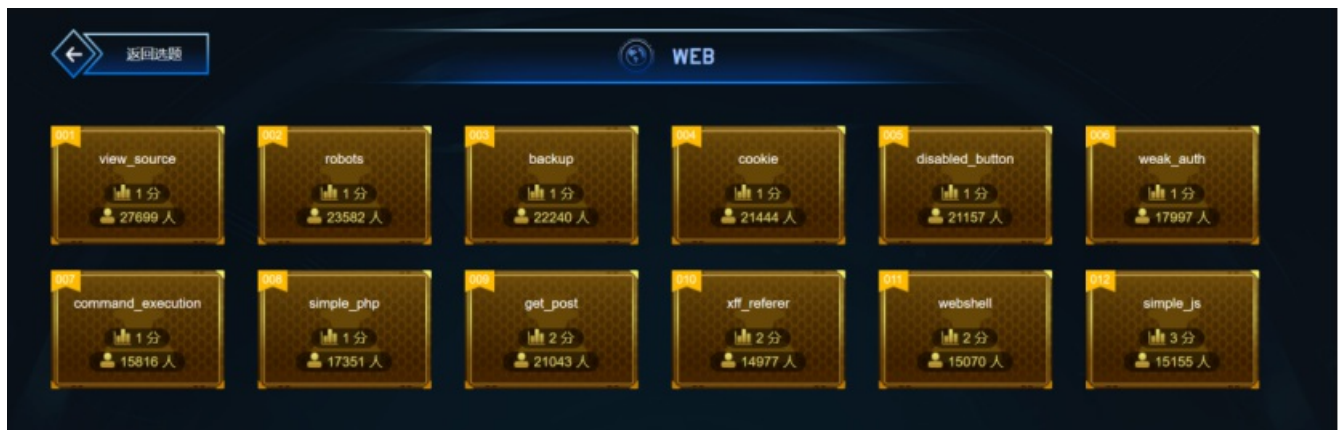 返回选题
WEB
001
view_source
1 分
27699 人
002
robots
1 分
23582 人
003
backup
1 分
22240 人
004
cookie
1 分
21444 人
005
disabled_button
1 分
21157 人
006
weak_auth
1 分
17997 人
007
command_execution
1 分
15816 人
008
simple_php
1 分
17351 人
009
get_post
2 分
21043 人
010
xff_referer
2 分
14977 人
011
webshell
2 分
15070 人
012
simple_js
3 分
15155 人